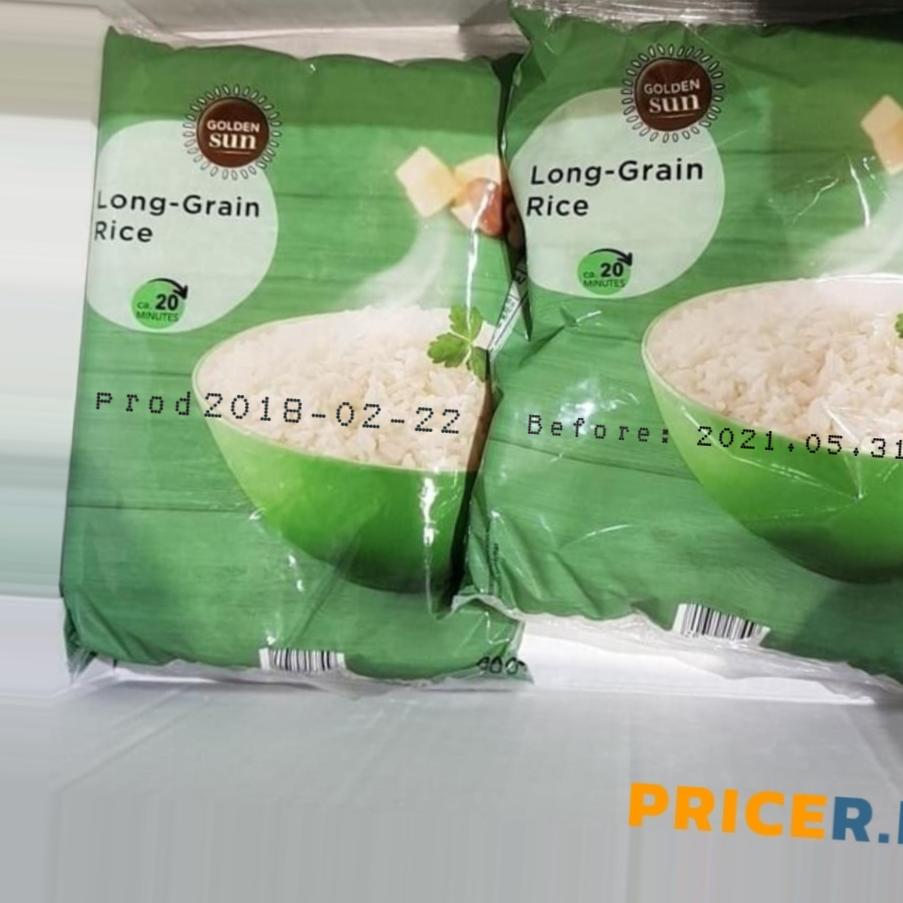 GOLDEN
sun
Long-Grain
Rice
ca. 20
MINUTES
Prod2018-02-22
GOLDEN
sun
Long-Grain
Rice
ca. 20
MINUTES
Before: 2021.05.31
PRICER.